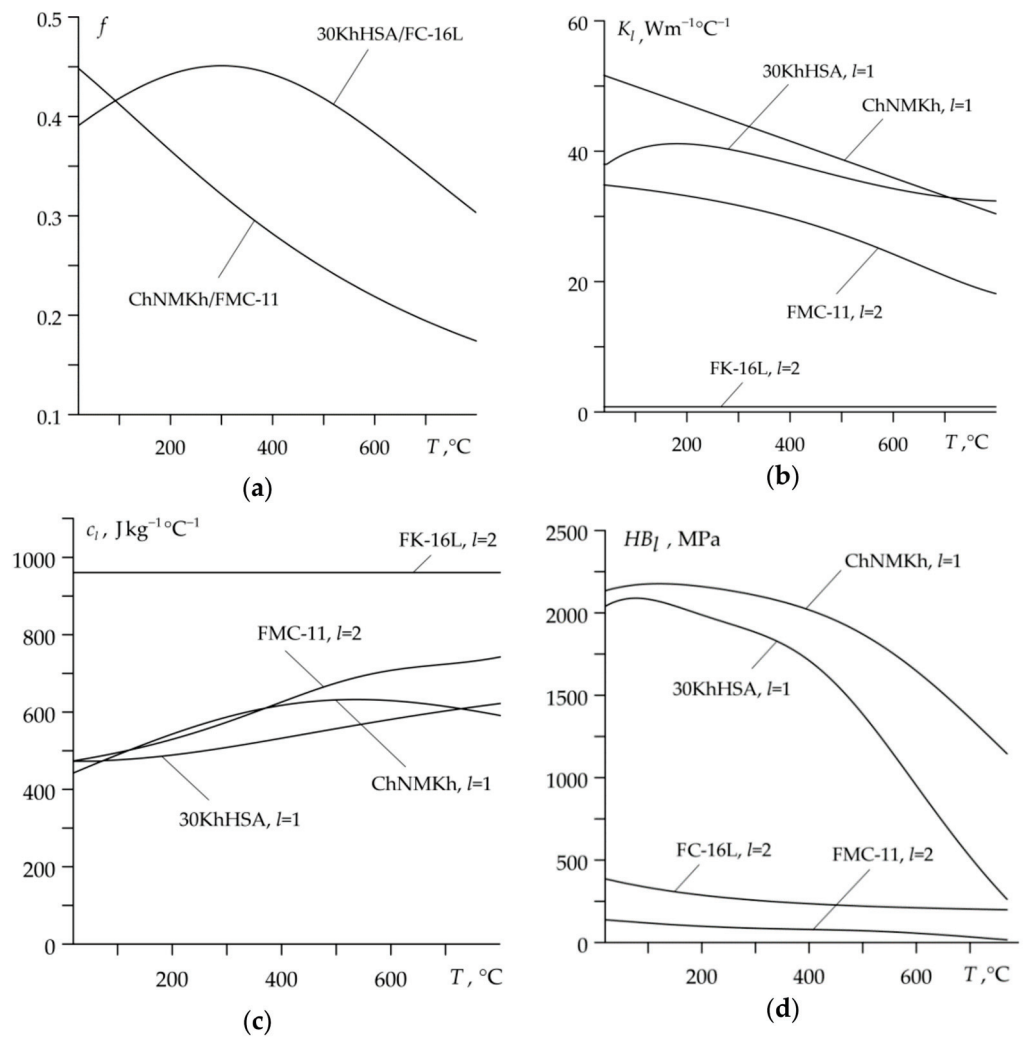 f
0.5
0.4
0.3
0.2
0.1
30KhHSA/FC-16L
ChNMKh/FMC-11
200
400
600
T, °C
(a)
K_l, Wm⁻¹°C⁻¹
60
40
20
0
30KhHSA, l=1
ChNMKh, l=1
FMC-11, l=2
FK-16L, l=2
200
400
600
T, °C
(b)
c_l, Jkg⁻¹°C⁻¹
1000
800
600
400
200
0
FK-16L, l=2
FMC-11, l=2
ChNMKh, l=1
30KhHSA, l=1
200
400
600
T, °C
(c)
HB_l, MPa
2500
2000
1500
1000
500
0
ChNMKh, l=1
30KhHSA, l=1
FC-16L, l=2
FMC-11, l=2
200
400
600
T, °C
(d)